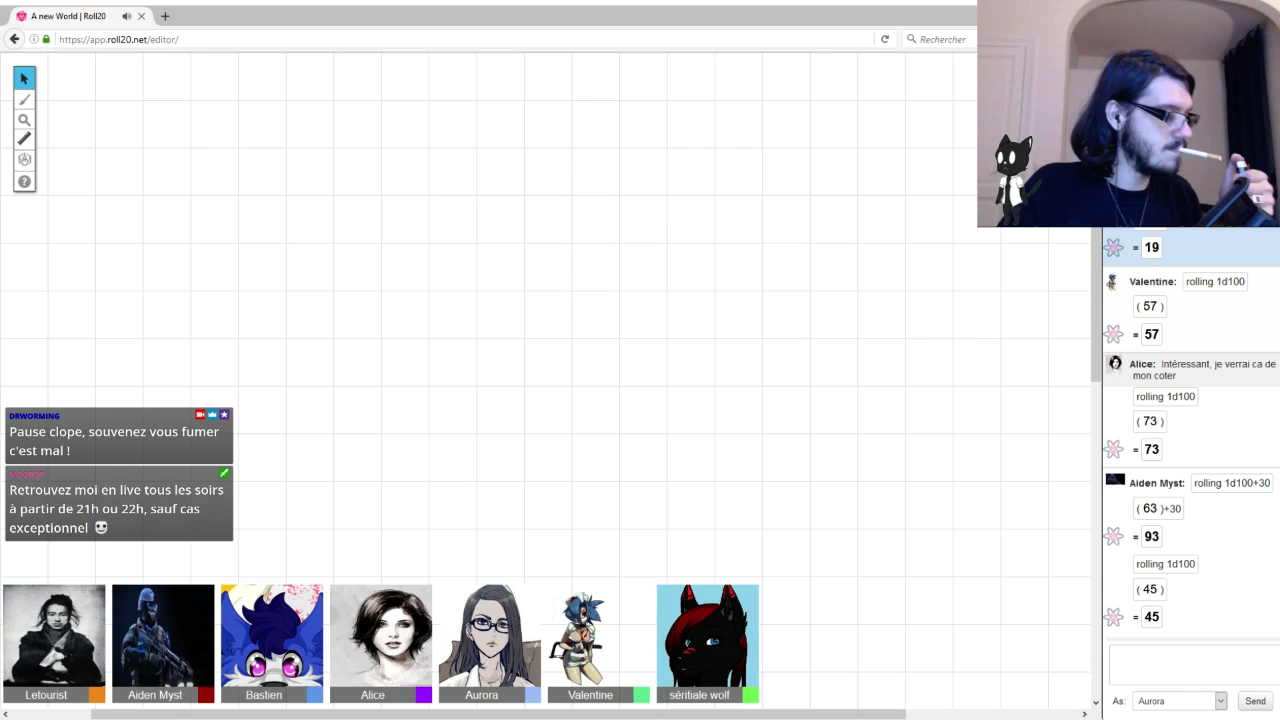 A new World | Roll20
https://app.roll20.net/editor/
Rechercher
= 19
Valentine: rolling 1d100
( 57 )
= 57
Alice: Intéressant, je verrai ca de
mon coter
rolling 1d100
( 73 )
= 73
Aiden Myst: rolling 1d100+30
( 63 )+30
= 93
rolling 1d100
( 45 )
= 45
DRWORMING
Pause clope, souvenez vous fumer
c'est mal !
MOOBOT
Retrouvez moi en live tous les soirs
à partir de 21h ou 22h, sauf cas
exceptionnel
Letourist
Aiden Myst
Bastien
Alice
Aurora
Valentine
séritiale wolf
As: Aurora
Send